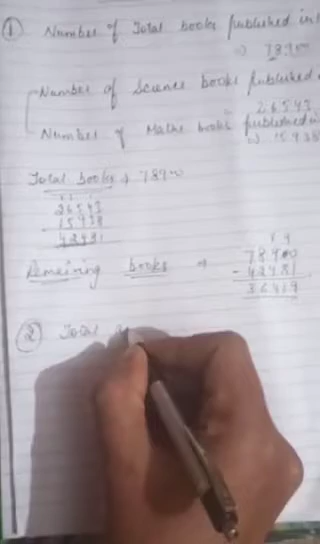 ① Number of Total books published in
⇒ 78900
Number of Science books published
26543
Number of Maths books published in
⇒ 15938
Total books → 78900
26543
15938
42481
Remaining books →
78900
- 42481
36419
② Total